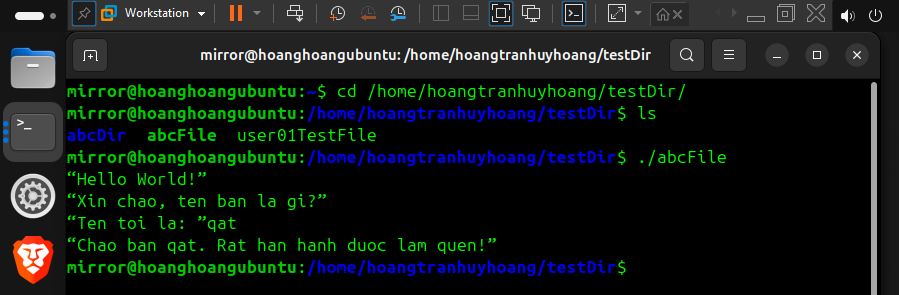 Workstation
mirror@hoanghoangubuntu: /home/hoangtranhuyhoang/testDir
mirror@hoanghoangubuntu:~$ cd /home/hoangtranhuyhoang/testDir/
mirror@hoanghoangubuntu:/home/hoangtranhuyhoang/testDir$ ls
abcDir  abcFile  user01TestFile
mirror@hoanghoangubuntu:/home/hoangtranhuyhoang/testDir$ ./abcFile
“Hello World!”
“Xin chao, ten ban la gi?”
“Ten toi la: ”qat
“Chao ban qat. Rat han hanh duoc lam quen!”
mirror@hoanghoangubuntu:/home/hoangtranhuyhoang/testDir$